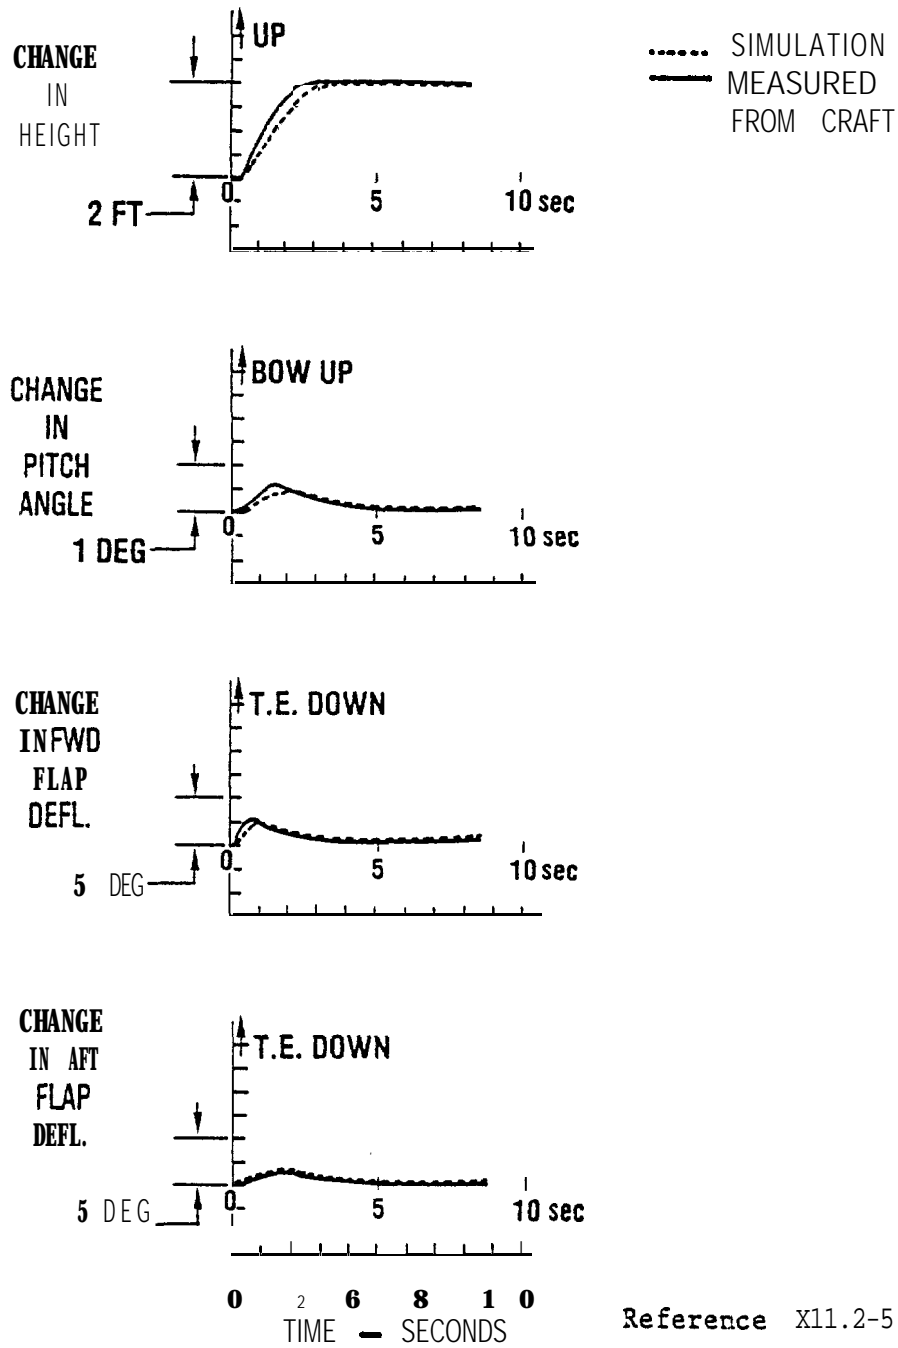 UP
CHANGE
IN
HEIGHT
2 FT
0
5
10 sec
SIMULATION
MEASURED
FROM CRAFT
BOW UP
CHANGE
IN
PITCH
ANGLE
1 DEG
0
5
10 sec
T.E. DOWN
CHANGE
IN FWD
FLAP
DEFL.
5 DEG
0
5
10 sec
T.E. DOWN
CHANGE
IN AFT
FLAP
DEFL.
5 DEG
0
5
10 sec
0 2 6 8 1 0
TIME – SECONDS
Reference X11.2-5